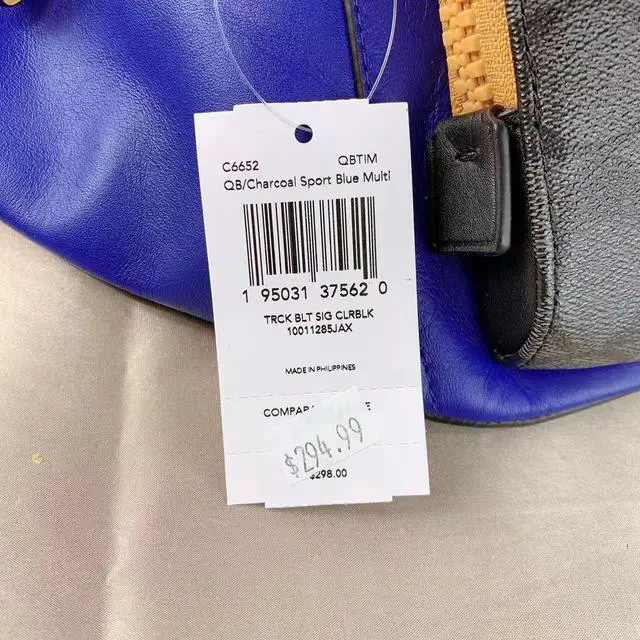 C6652 QBTIM
QB/Charcoal Sport Blue Multi
1 95031 37562 0
TRCK BLT SIG CLRBLK
10011285JAX
MADE IN PHILIPPINES
$294.99
$298.00